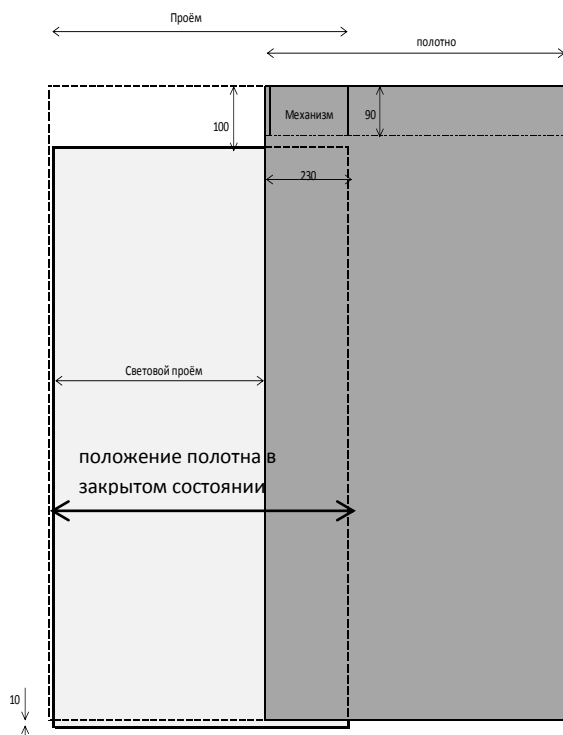 Проём
полотно
Механизм
90
100
230
Световой проём
положение полотна в
закрытом состоянии
10